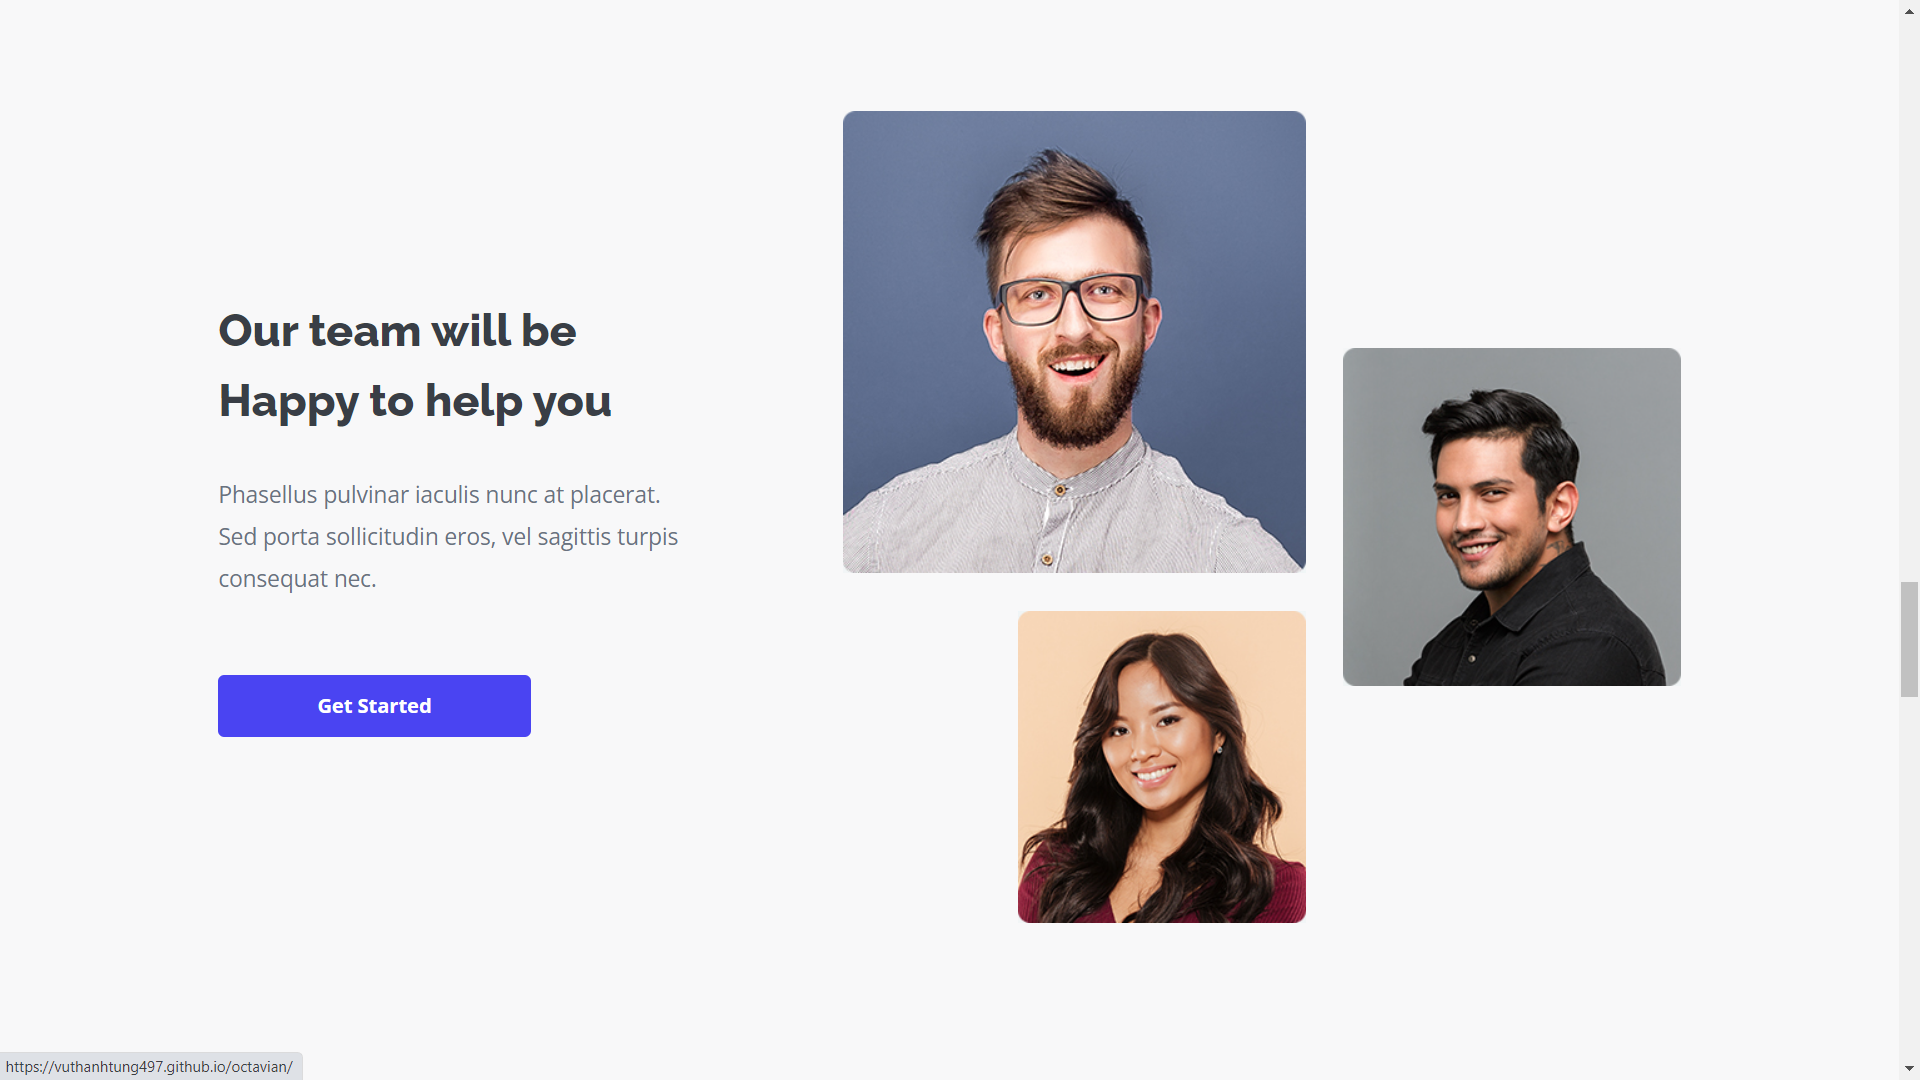 Our team will be
Happy to help you
Phasellus pulvinar iaculis nunc at placerat.
Sed porta sollicitudin eros, vel sagittis turpis
consequat nec.
Get Started
https://vuthanhtung497.github.io/octavian/